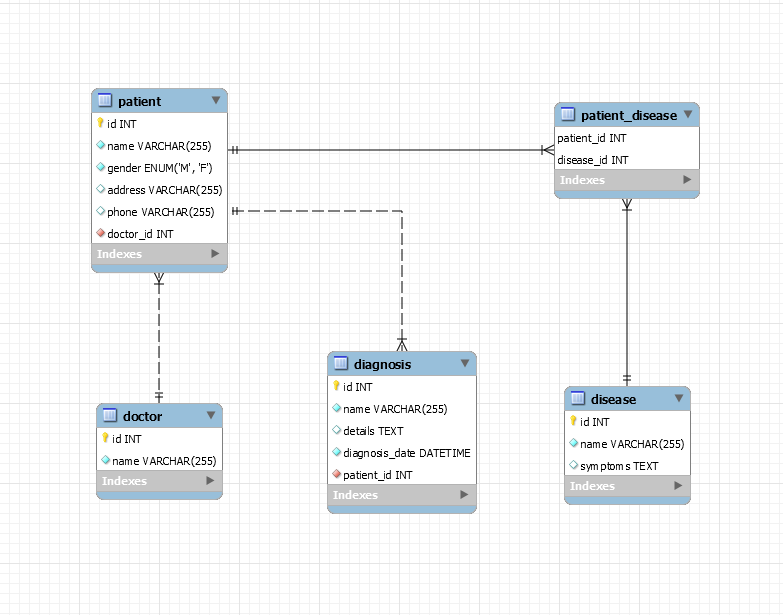 patient
id INT
name VARCHAR(255)
gender ENUM('M', 'F')
address VARCHAR(255)
phone VARCHAR(255)
doctor_id INT
Indexes
patient_disease
patient_id INT
disease_id INT
Indexes
doctor
id INT
name VARCHAR(255)
Indexes
diagnosis
id INT
name VARCHAR(255)
details TEXT
diagnosis_date DATETIME
patient_id INT
Indexes
disease
id INT
name VARCHAR(255)
symptoms TEXT
Indexes